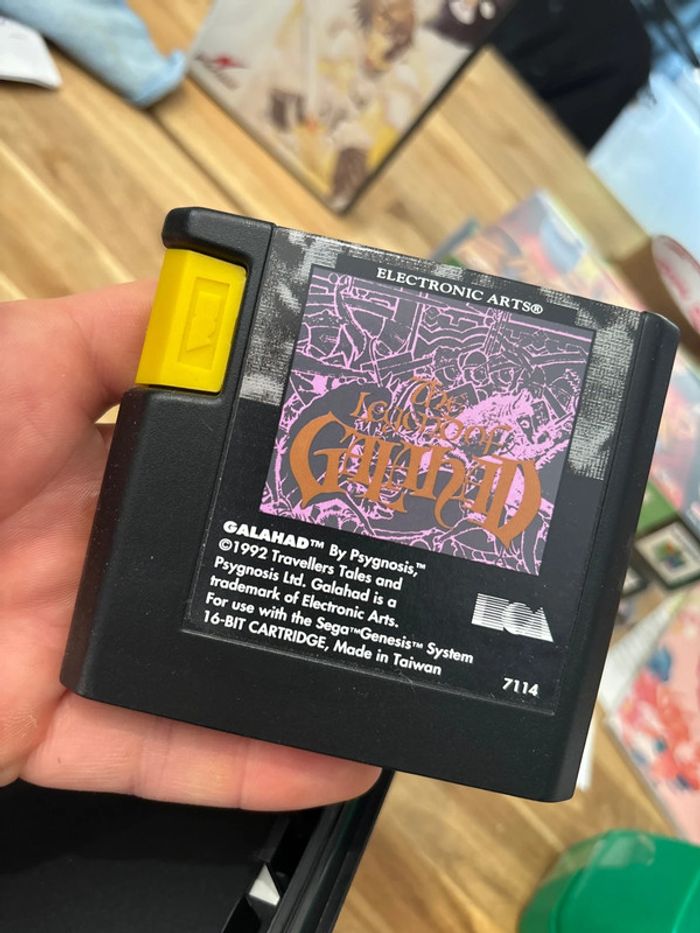 ELECTRONIC ARTS®
The
Legend of
GALAHAD
GALAHAD™ By Psygnosis,™
©1992 Travellers Tales and
Psygnosis Ltd. Galahad is a
trademark of Electronic Arts.
For use with the Sega™Genesis™ System
16-BIT CARTRIDGE, Made in Taiwan
EA
7114